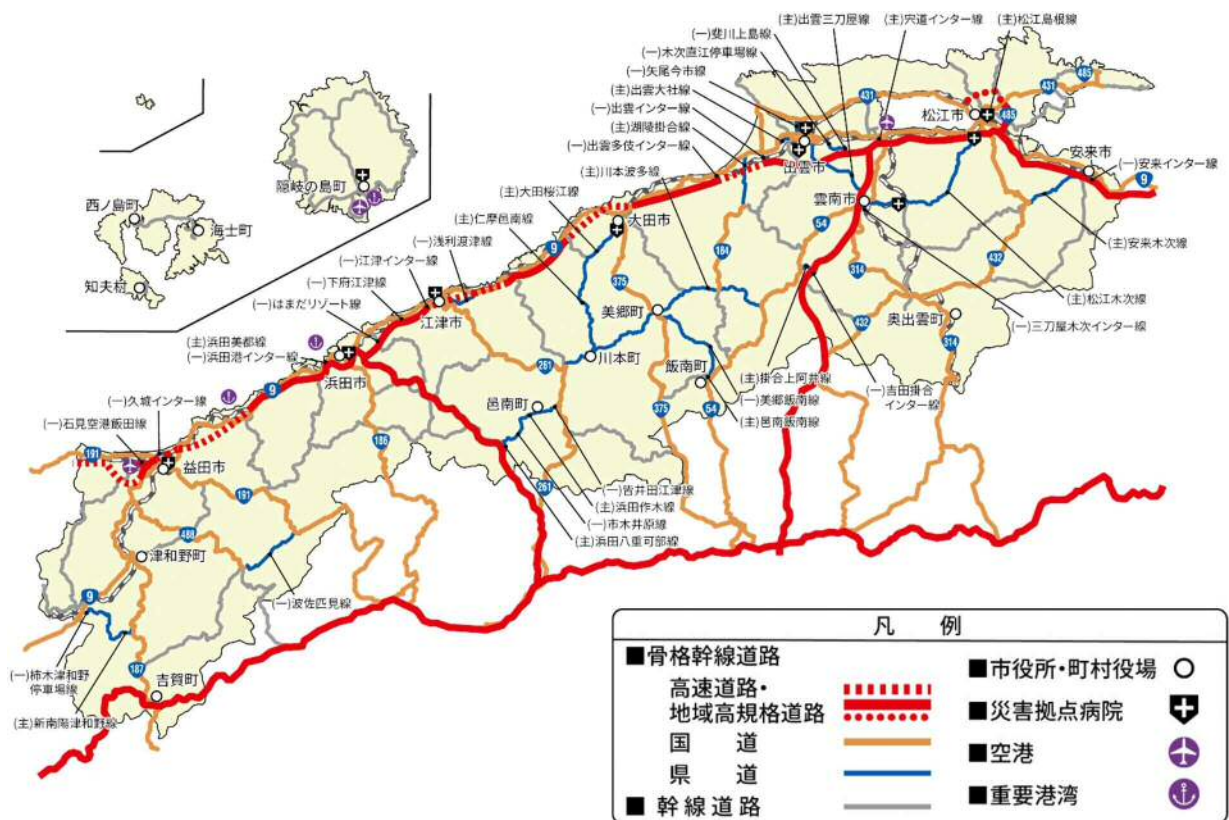 (主)出雲三刀屋線
(主)宍道インター線
(主)松江島根線
(一)斐川上島線
(一)木次直江停車場線
(一)矢尾今市線
(主)出雲大社線
(一)出雲インター線
(主)湖陵掛合線
(一)出雲多伎インター線
(主)川本波多線
(主)大田桜江線
(主)仁摩邑南線
(一)浅利渡津線
(一)江津インター線
(一)下府江津線
(一)はまだリゾート線
(主)浜田美都線
(一)浜田港インター線
(一)久城インター線
(一)石見空港飯田線
431
431
485
485
松江市
安来市
(一)安来インター線
9
出雲市
雲南市
隠岐の島町
西ノ島町
海士町
知夫樹
大田市
9
184
54
314
432
(主)安来木次線
(主)松江木次線
(一)三刀屋木次インター線
375
美郷町
江津市
川本町
飯南町
奥出雲町
432
314
浜田市
261
邑南町
375
54
(主)掛合上阿井線
(一)美郷飯南線
(主)邑南飯南線
(一)吉田掛合
インター線
9
186
191
益田市
191
488
261
(一)皆井田江津線
(主)浜田作木線
(一)市木井原線
(主)浜田八重可部線
津和野町
(一)波佐匹見線
9
187
吉賀町
(一)柿木津和野
停車場線
(主)新南陽津和野線
凡 例
■骨格幹線道路
高速道路・
地域高規格道路
国 道
県 道
■幹線道路
■市役所・町村役場
■災害拠点病院
■空港
■重要港湾